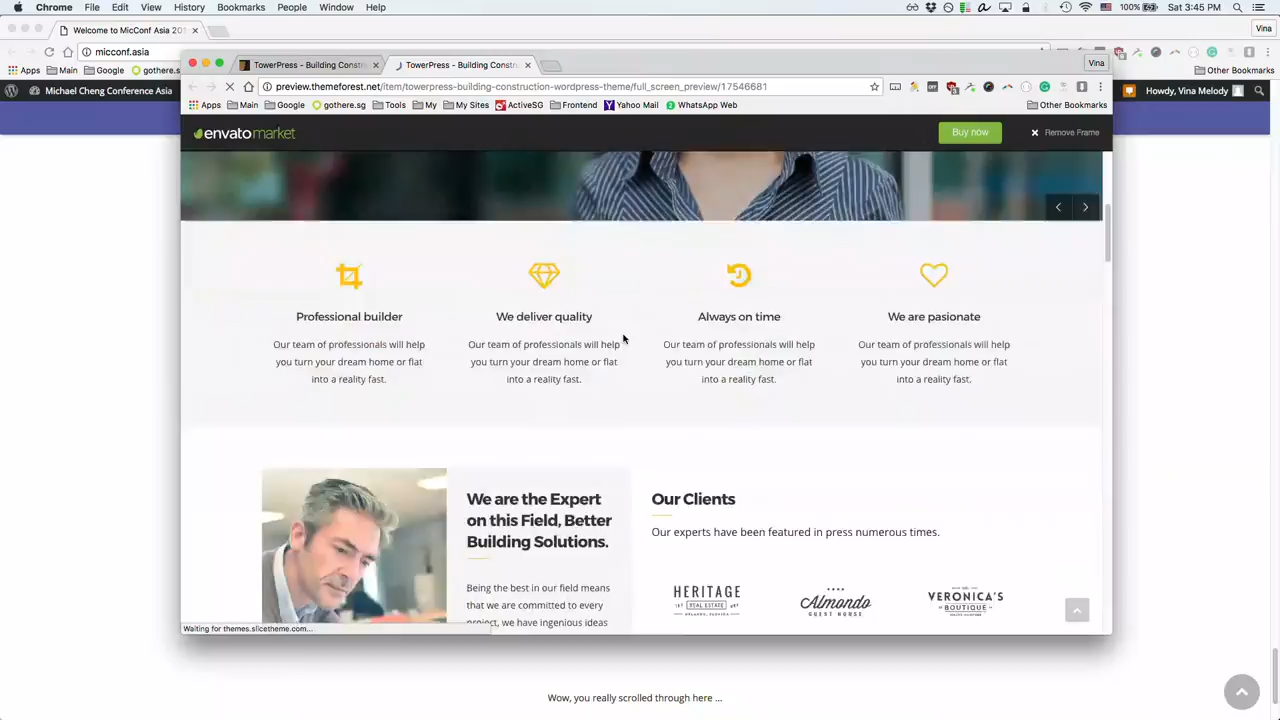 Chrome File Edit View History Bookmarks People Window Help 100% Sat 3:45 PM
Welcome to MicConf Asia 20 Vina
micconf.asia
Apps Main Google gothere.s Other Bookmarks
Michael Cheng Conference Asia Howdy, Vina Melody
TowerPress - Building Constru TowerPress - Building Constru Vina
preview.themeforest.net/item/towerpress-building-construction-wordpress-theme/full_screen_preview/17546681
Apps Main Google gothere.sg Tools My My Sites ActiveSG Frontend Yahoo Mail WhatsApp Web Other Bookmarks
envatomarket Buy now Remove Frame
Professional builder We deliver quality Always on time We are pasionate
Our team of professionals will help Our team of professionals will help Our team of professionals will help Our team of professionals will help
you turn your dream home or flat you turn your dream home or flat you turn your dream home or flat you turn your dream home or flat
into a reality fast. into a reality fast. into a reality fast. into a reality fast.
We are the Expert
on this Field, Better
Building Solutions.
Being the best in our field means
that we are committed to every
project, we have ingenious ideas
Our Clients
Our experts have been featured in press numerous times.
HERITAGE
REAL ESTATE
Almondo
GUEST HOUSE
VERONICA'S
BOUTIQUE
Waiting for themes.slicetheme.com...
Wow, you really scrolled through here ...